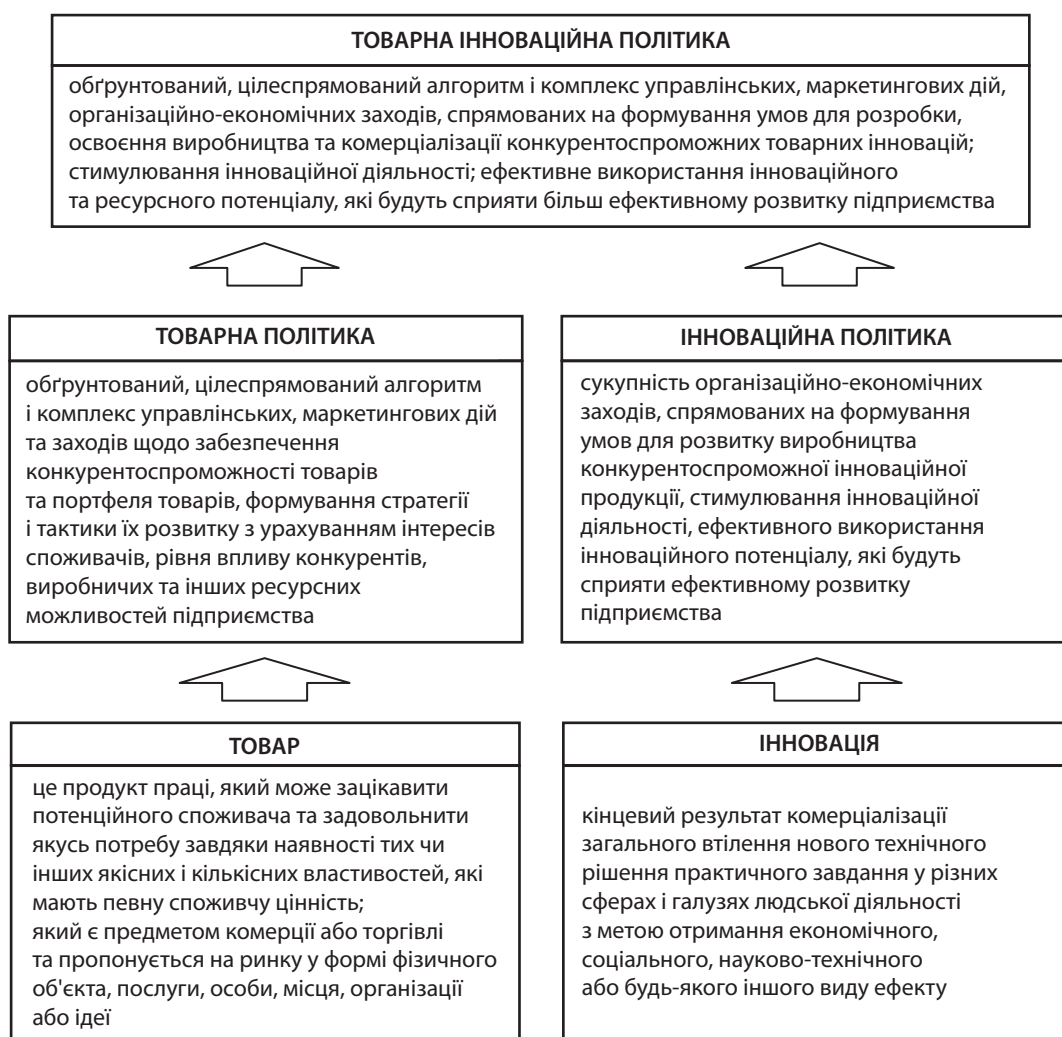 ТОВАРНА ІННОВАЦІЙНА ПОЛІТИКА
обґрунтований, цілеспрямований алгоритм і комплекс управлінських, маркетингових дій,
організаційно-економічних заходів, спрямованих на формування умов для розробки,
освоєння виробництва та комерціалізації конкурентоспроможних товарних інновацій;
стимулювання інноваційної діяльності; ефективне використання інноваційного
та ресурсного потенціалу, які будуть сприяти більш ефективному розвитку підприємства
ТОВАРНА ПОЛІТИКА
обґрунтований, цілеспрямований алгоритм
і комплекс управлінських, маркетингових дій
та заходів щодо забезпечення
конкурентоспроможності товарів
та портфеля товарів, формування стратегії
і тактики їх розвитку з урахуванням інтересів
споживачів, рівня впливу конкурентів,
виробничих та інших ресурсних
можливостей підприємства
ІННОВАЦІЙНА ПОЛІТИКА
сукупність організаційно-економічних
заходів, спрямованих на формування
умов для розвитку виробництва
конкурентоспроможної інноваційної
продукції, стимулювання інноваційної
діяльності, ефективного використання
інноваційного потенціалу, які будуть
сприяти ефективному розвитку
підприємства
ТОВАР
це продукт праці, який може зацікавити
потенційного споживача та задовольнити
якусь потребу завдяки наявності тих чи
інших якісних і кількісних властивостей, які
мають певну споживчу цінність;
який є предметом комерції або торгівлі
та пропонується на ринку у формі фізичного
об'єкта, послуги, особи, місця, організації
або ідеї
ІННОВАЦІЯ
кінцевий результат комерціалізації
загального втілення нового технічного
рішення практичного завдання у різних
сферах і галузях людської діяльності
з метою отримання економічного,
соціального, науково-технічного
або будь-якого іншого виду ефекту